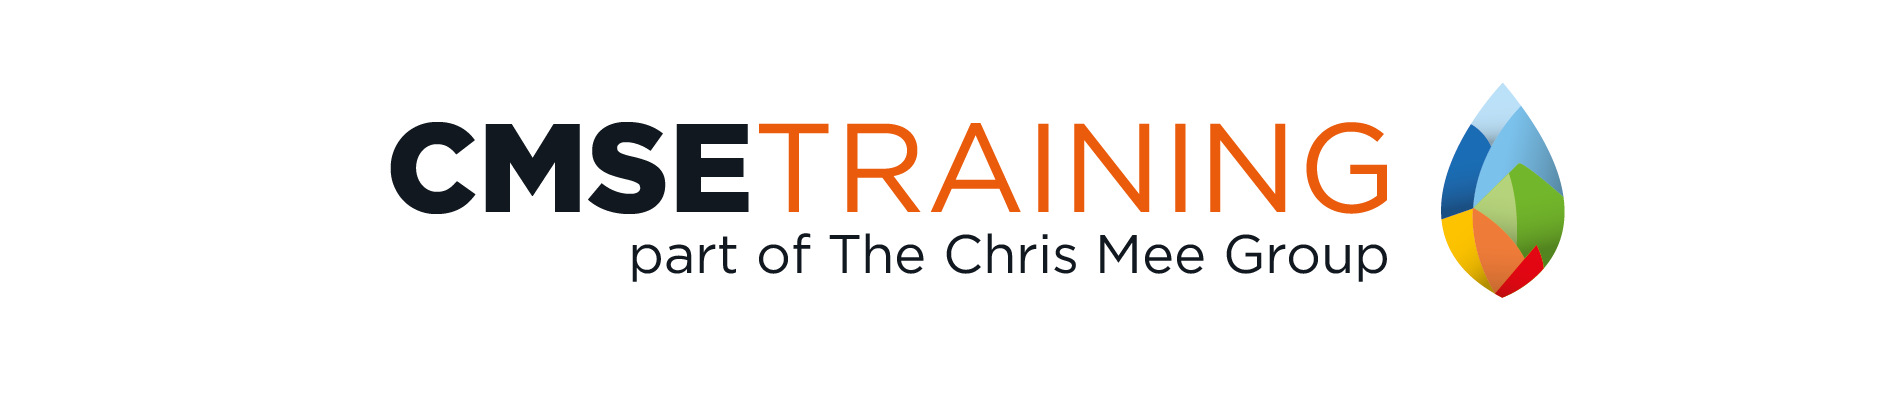 CMSETRAINING
part of The Chris Mee Group